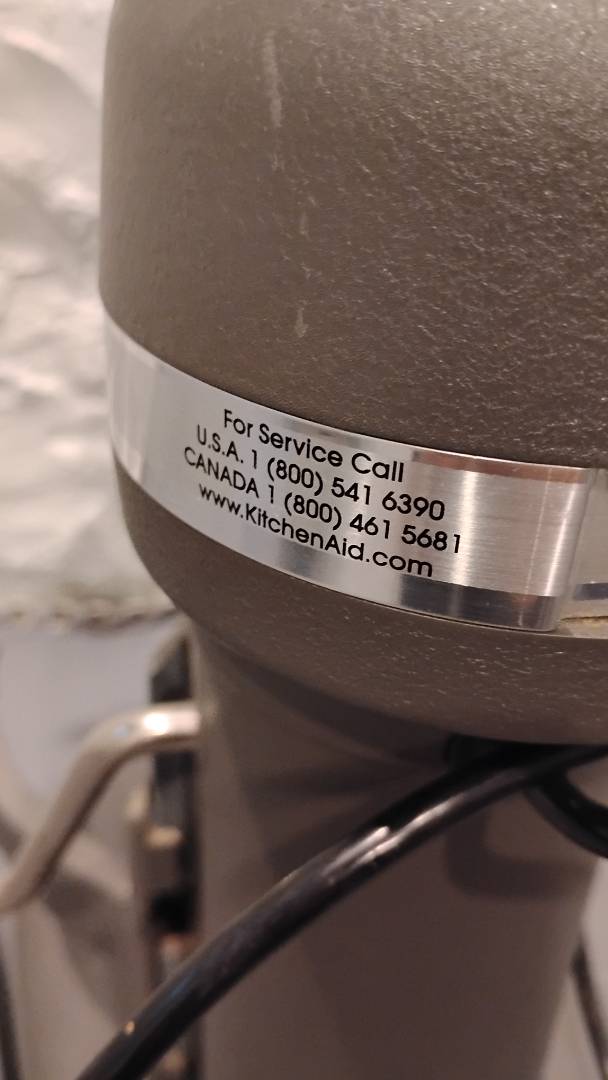 For Service Call
U.S.A. 1 (800) 541 6390
CANADA 1 (800) 461 5681
www.KitchenAid.com